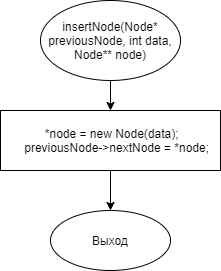 insertNode(Node*
previousNode, int data,
Node** node)
*node = new Node(data);
previousNode->nextNode = *node;
Выход